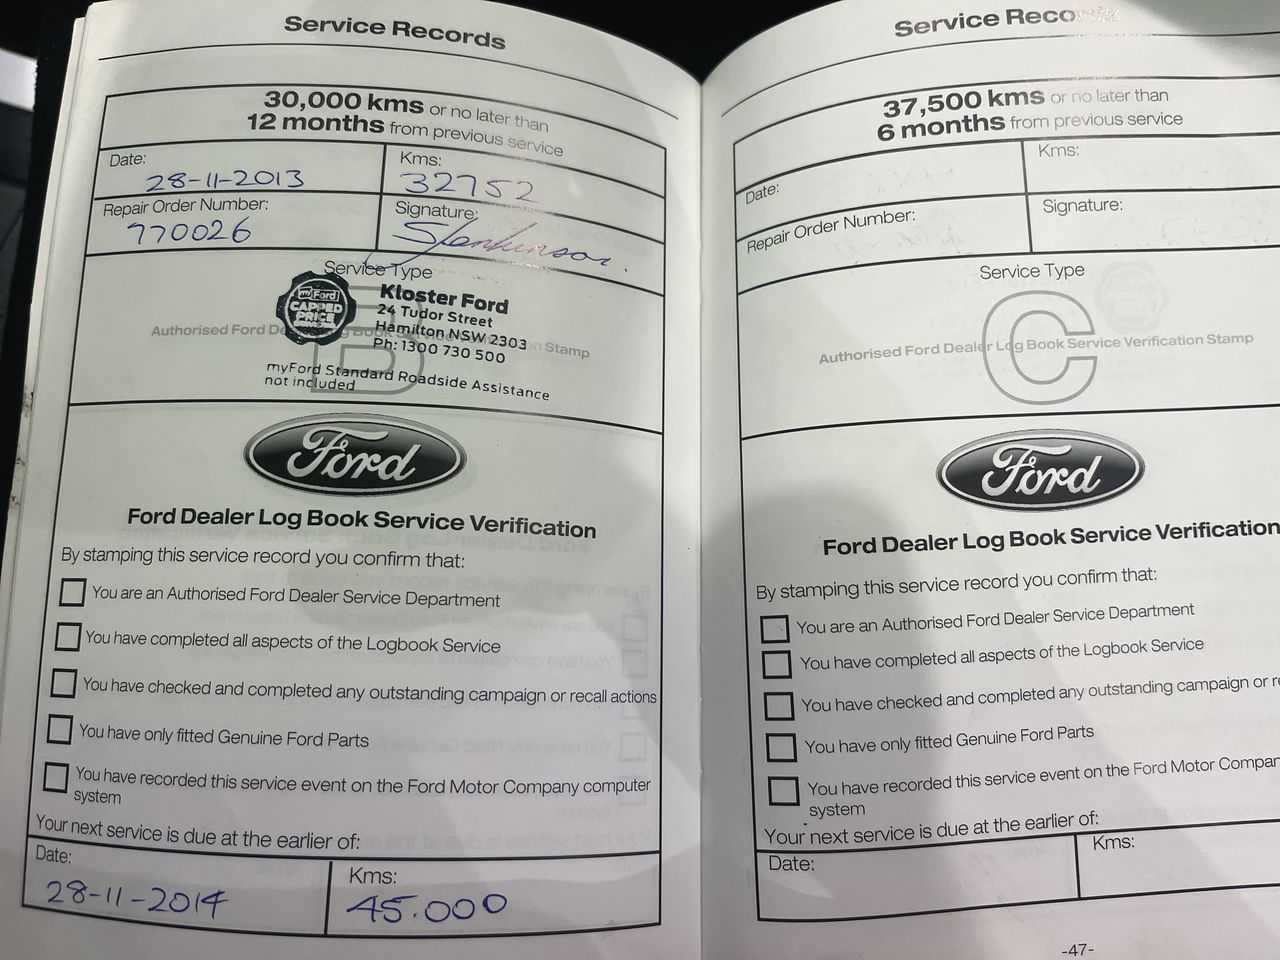 Service Records
30,000 kms or no later than
12 months from previous service
Date:
28-11-2013
Kms:
32752
Repair Order Number:
770026
Signature:
Service Type
B
myFord
CAPPED
PRICE
Kloster Ford
24 Tudor Street
Hamilton NSW 2303
Ph: 1300 730 500
Authorised Ford Dealer Log Book Service Verification Stamp
myFord Standard Roadside Assistance
not included
Ford
Ford Dealer Log Book Service Verification
By stamping this service record you confirm that:
You are an Authorised Ford Dealer Service Department
You have completed all aspects of the Logbook Service
You have checked and completed any outstanding campaign or recall actions
You have only fitted Genuine Ford Parts
You have recorded this service event on the Ford Motor Company computer
system
Your next service is due at the earlier of:
Date:
28-11-2014
Kms:
45.000
Service Records
37,500 kms or no later than
6 months from previous service
Date:
Kms:
Repair Order Number:
Signature:
Service Type
C
Authorised Ford Dealer Log Book Service Verification Stamp
Ford
Ford Dealer Log Book Service Verification
By stamping this service record you confirm that:
You are an Authorised Ford Dealer Service Department
You have completed all aspects of the Logbook Service
You have checked and completed any outstanding campaign or re
You have only fitted Genuine Ford Parts
You have recorded this service event on the Ford Motor Compan
system
Your next service is due at the earlier of:
Date:
Kms:
-47-